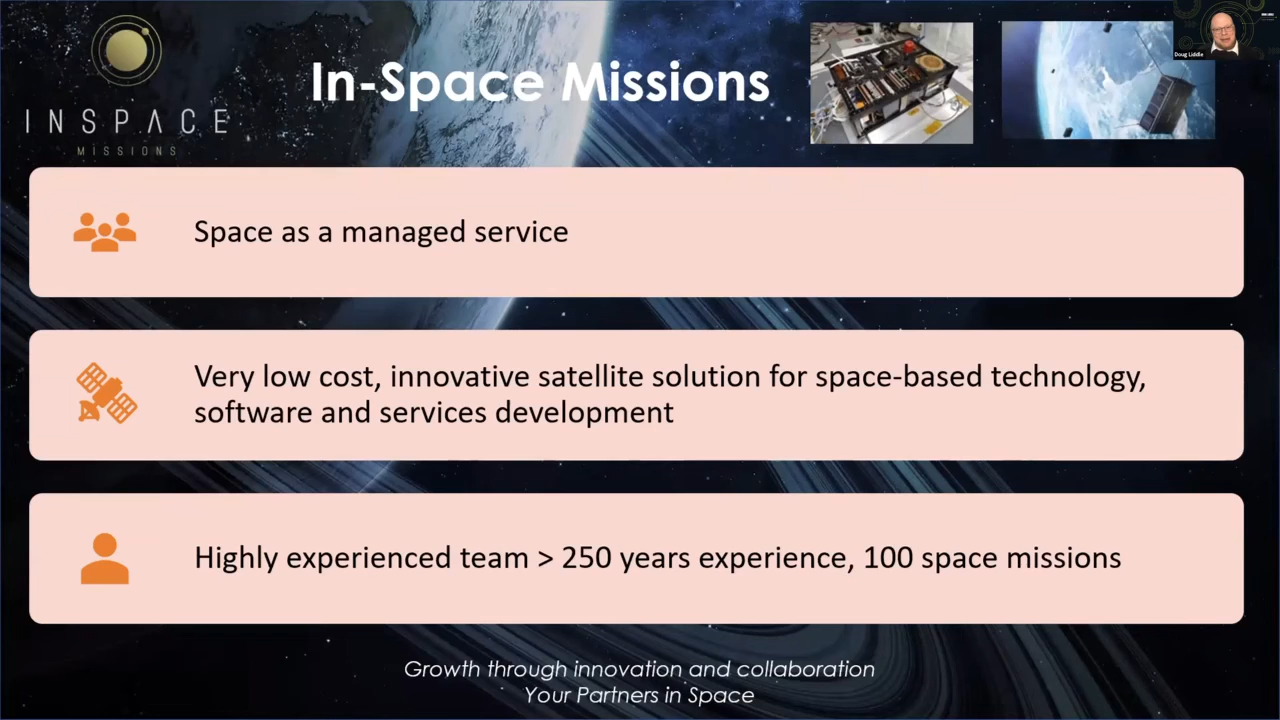 INSPACE
MISSIONS
In-Space Missions
Doug Liddle
Space as a managed service
Very low cost, innovative satellite solution for space-based technology,
software and services development
Highly experienced team > 250 years experience, 100 space missions
Growth through innovation and collaboration
Your Partners in Space